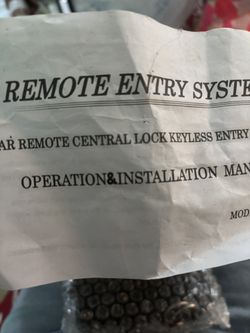 REMOTE ENTRY SYSTE
AR REMOTE CENTRAL LOCK KEYLESS ENTRY
OPERATION&INSTALLATION MAN
MOD